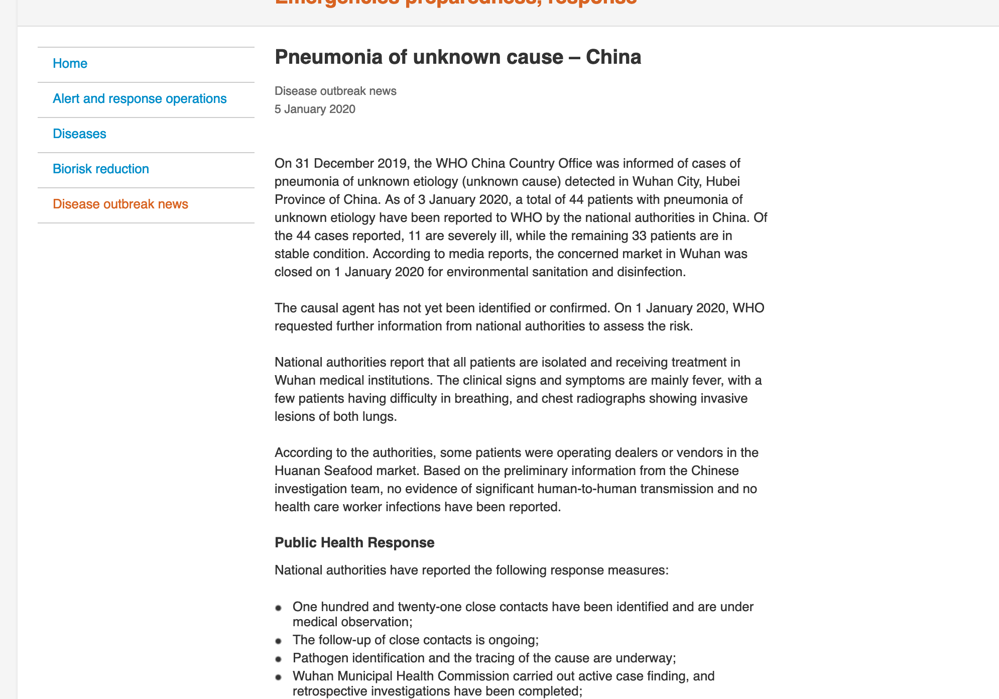 Emergencies preparedness, response
Home
Alert and response operations
Diseases
Biorisk reduction
Disease outbreak news
Pneumonia of unknown cause – China
Disease outbreak news
5 January 2020
On 31 December 2019, the WHO China Country Office was informed of cases of
pneumonia of unknown etiology (unknown cause) detected in Wuhan City, Hubei
Province of China. As of 3 January 2020, a total of 44 patients with pneumonia of
unknown etiology have been reported to WHO by the national authorities in China. Of
the 44 cases reported, 11 are severely ill, while the remaining 33 patients are in
stable condition. According to media reports, the concerned market in Wuhan was
closed on 1 January 2020 for environmental sanitation and disinfection.
The causal agent has not yet been identified or confirmed. On 1 January 2020, WHO
requested further information from national authorities to assess the risk.
National authorities report that all patients are isolated and receiving treatment in
Wuhan medical institutions. The clinical signs and symptoms are mainly fever, with a
few patients having difficulty in breathing, and chest radiographs showing invasive
lesions of both lungs.
According to the authorities, some patients were operating dealers or vendors in the
Huanan Seafood market. Based on the preliminary information from the Chinese
investigation team, no evidence of significant human-to-human transmission and no
health care worker infections have been reported.
Public Health Response
National authorities have reported the following response measures:
● One hundred and twenty-one close contacts have been identified and are under
medical observation;
● The follow-up of close contacts is ongoing;
● Pathogen identification and the tracing of the cause are underway;
● Wuhan Municipal Health Commission carried out active case finding, and
retrospective investigations have been completed;